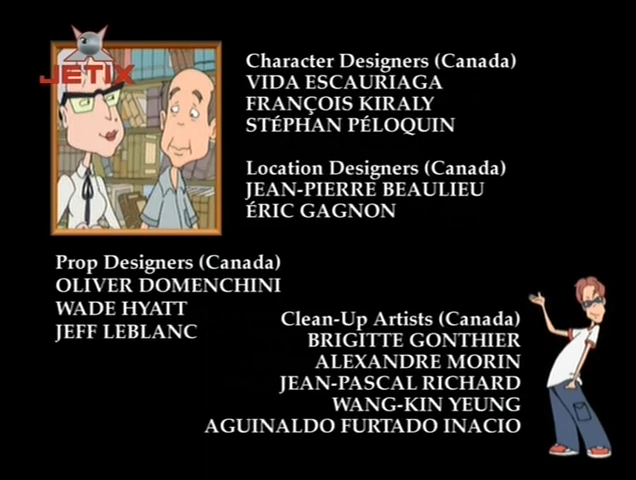 JETIX
Character Designers (Canada)
VIDA ESCAURIAGA
FRANÇOIS KIRALY
STÉPHAN PÉLOQUIN
Location Designers (Canada)
JEAN-PIERRE BEAULIEU
ÉRIC GAGNON
Prop Designers (Canada)
OLIVER DOMENCHINI
WADE HYATT
JEFF LEBLANC
Clean-Up Artists (Canada)
BRIGITTE GONTHIER
ALEXANDRE MORIN
JEAN-PASCAL RICHARD
WANG-KIN YEUNG
AGUINALDO FURTADO INACIO